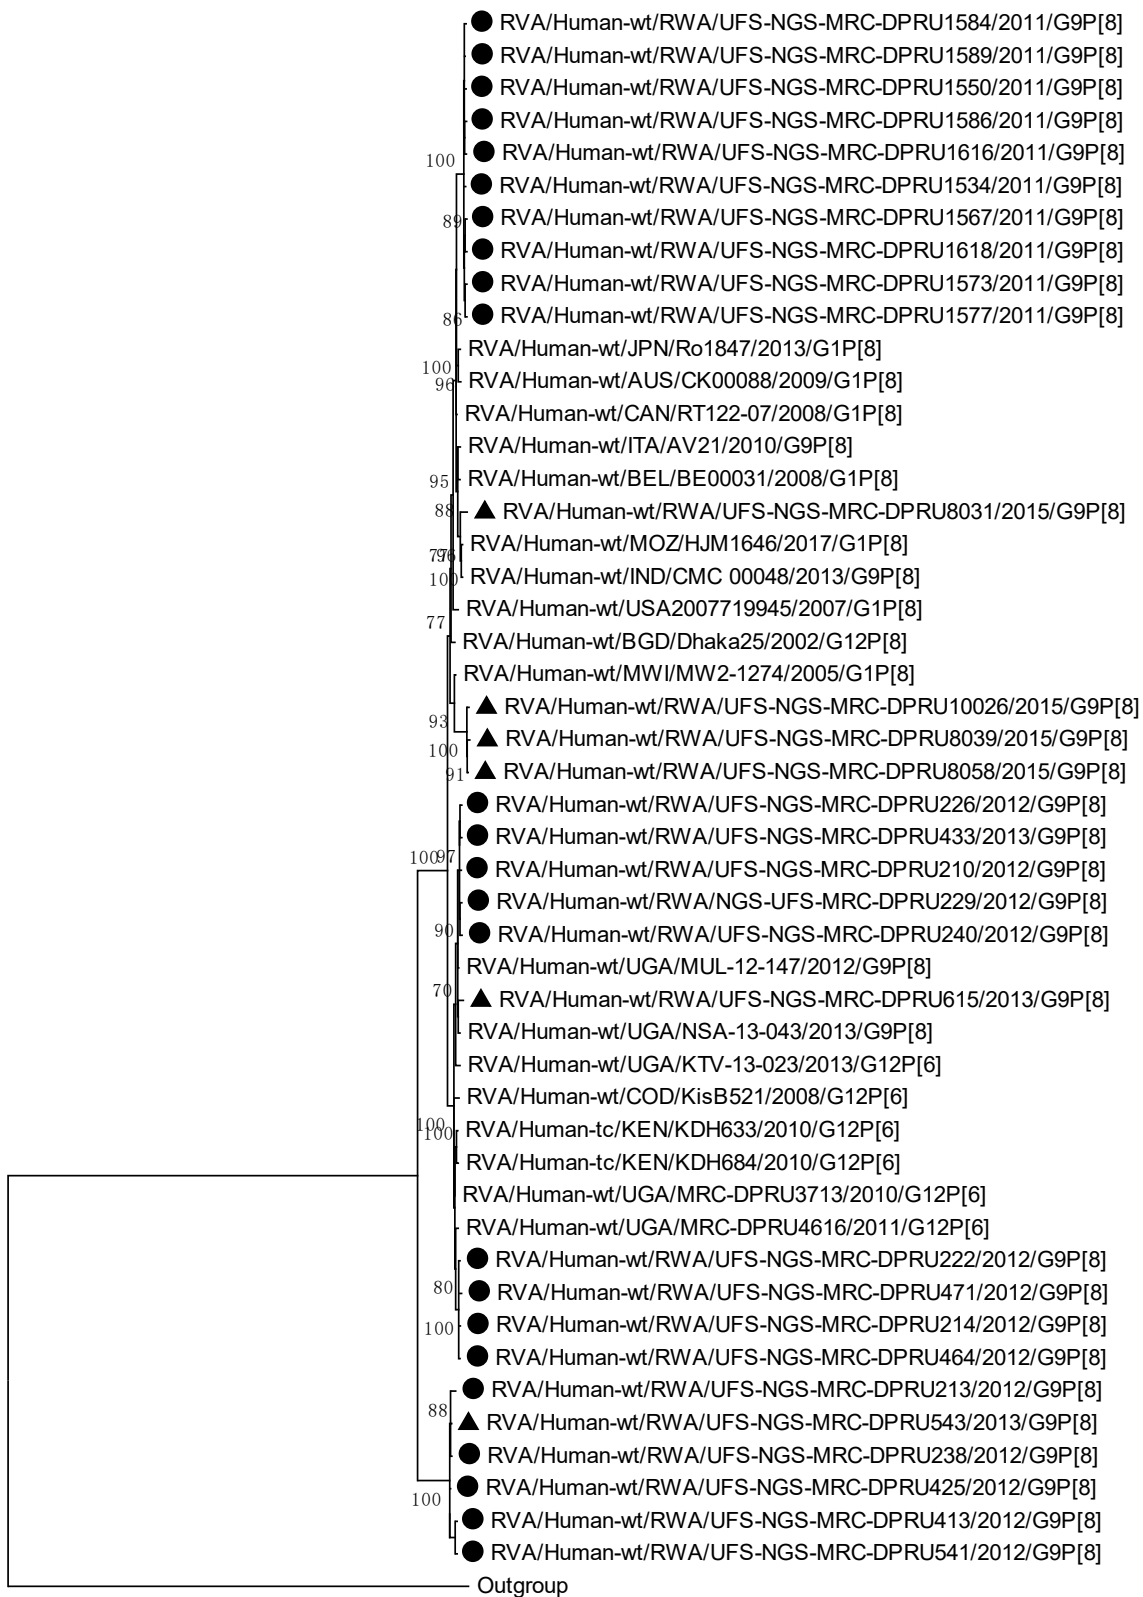 RVA/Human-wt/RWA/UFS-NGS-MRC-DPRU1584/2011/G9P[8]
RVA/Human-wt/RWA/UFS-NGS-MRC-DPRU1589/2011/G9P[8]
RVA/Human-wt/RWA/UFS-NGS-MRC-DPRU1550/2011/G9P[8]
RVA/Human-wt/RWA/UFS-NGS-MRC-DPRU1586/2011/G9P[8]
RVA/Human-wt/RWA/UFS-NGS-MRC-DPRU1616/2011/G9P[8]
100
RVA/Human-wt/RWA/UFS-NGS-MRC-DPRU1534/2011/G9P[8]
RVA/Human-wt/RWA/UFS-NGS-MRC-DPRU1567/2011/G9P[8]
89
RVA/Human-wt/RWA/UFS-NGS-MRC-DPRU1618/2011/G9P[8]
RVA/Human-wt/RWA/UFS-NGS-MRC-DPRU1573/2011/G9P[8]
RVA/Human-wt/RWA/UFS-NGS-MRC-DPRU1577/2011/G9P[8]
86
RVA/Human-wt/JPN/Ro1847/2013/G1P[8]
100
RVA/Human-wt/AUS/CK00088/2009/G1P[8]
96
RVA/Human-wt/CAN/RT122-07/2008/G1P[8]
RVA/Human-wt/ITA/AV21/2010/G9P[8]
RVA/Human-wt/BEL/BE00031/2008/G1P[8]
95
RVA/Human-wt/RWA/UFS-NGS-MRC-DPRU8031/2015/G9P[8]
88
RVA/Human-wt/MOZ/HJM1646/2017/G1P[8]
77
RVA/Human-wt/IND/CMC 00048/2013/G9P[8]
100
RVA/Human-wt/USA2007719945/2007/G1P[8]
77
RVA/Human-wt/BGD/Dhaka25/2002/G12P[8]
RVA/Human-wt/MWI/MW2-1274/2005/G1P[8]
RVA/Human-wt/RWA/UFS-NGS-MRC-DPRU10026/2015/G9P[8]
93
RVA/Human-wt/RWA/UFS-NGS-MRC-DPRU8039/2015/G9P[8]
100
RVA/Human-wt/RWA/UFS-NGS-MRC-DPRU8058/2015/G9P[8]
91
RVA/Human-wt/RWA/UFS-NGS-MRC-DPRU226/2012/G9P[8]
RVA/Human-wt/RWA/UFS-NGS-MRC-DPRU433/2013/G9P[8]
100
97
RVA/Human-wt/RWA/UFS-NGS-MRC-DPRU210/2012/G9P[8]
RVA/Human-wt/RWA/NGS-UFS-MRC-DPRU229/2012/G9P[8]
90
RVA/Human-wt/RWA/UFS-NGS-MRC-DPRU240/2012/G9P[8]
RVA/Human-wt/UGA/MUL-12-147/2012/G9P[8]
70
RVA/Human-wt/RWA/UFS-NGS-MRC-DPRU615/2013/G9P[8]
RVA/Human-wt/UGA/NSA-13-043/2013/G9P[8]
RVA/Human-wt/UGA/KTV-13-023/2013/G12P[6]
RVA/Human-wt/COD/KisB521/2008/G12P[6]
100
100
RVA/Human-tc/KEN/KDH633/2010/G12P[6]
RVA/Human-tc/KEN/KDH684/2010/G12P[6]
RVA/Human-wt/UGA/MRC-DPRU3713/2010/G12P[6]
RVA/Human-wt/UGA/MRC-DPRU4616/2011/G12P[6]
RVA/Human-wt/RWA/UFS-NGS-MRC-DPRU222/2012/G9P[8]
80
RVA/Human-wt/RWA/UFS-NGS-MRC-DPRU471/2012/G9P[8]
RVA/Human-wt/RWA/UFS-NGS-MRC-DPRU214/2012/G9P[8]
100
RVA/Human-wt/RWA/UFS-NGS-MRC-DPRU464/2012/G9P[8]
RVA/Human-wt/RWA/UFS-NGS-MRC-DPRU213/2012/G9P[8]
88
RVA/Human-wt/RWA/UFS-NGS-MRC-DPRU543/2013/G9P[8]
RVA/Human-wt/RWA/UFS-NGS-MRC-DPRU238/2012/G9P[8]
RVA/Human-wt/RWA/UFS-NGS-MRC-DPRU425/2012/G9P[8]
100
RVA/Human-wt/RWA/UFS-NGS-MRC-DPRU413/2012/G9P[8]
RVA/Human-wt/RWA/UFS-NGS-MRC-DPRU541/2012/G9P[8]
Outgroup